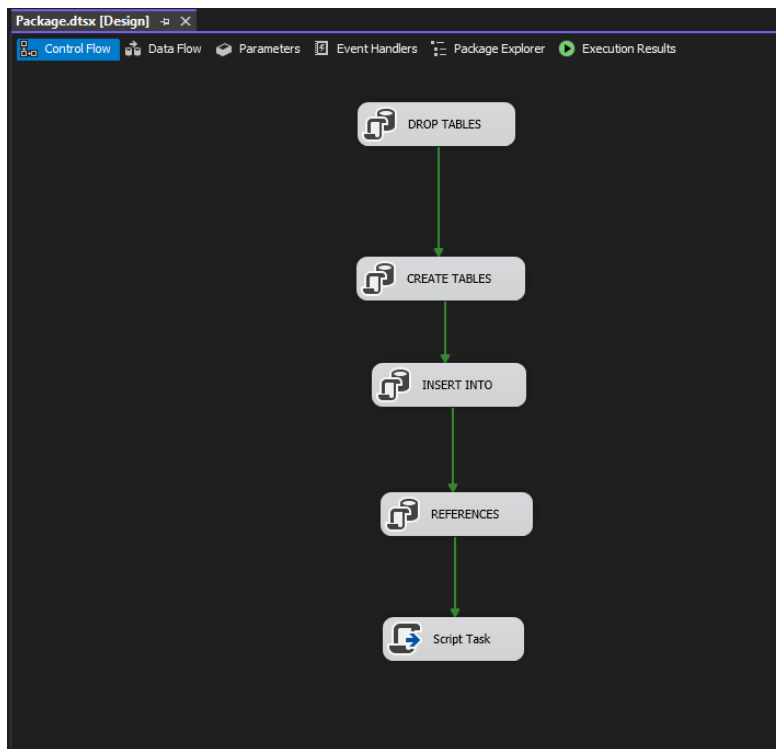 Package.dtsx [Design]
Control Flow Data Flow Parameters Event Handlers Package Explorer Execution Results
DROP TABLES
CREATE TABLES
INSERT INTO
REFERENCES
Script Task